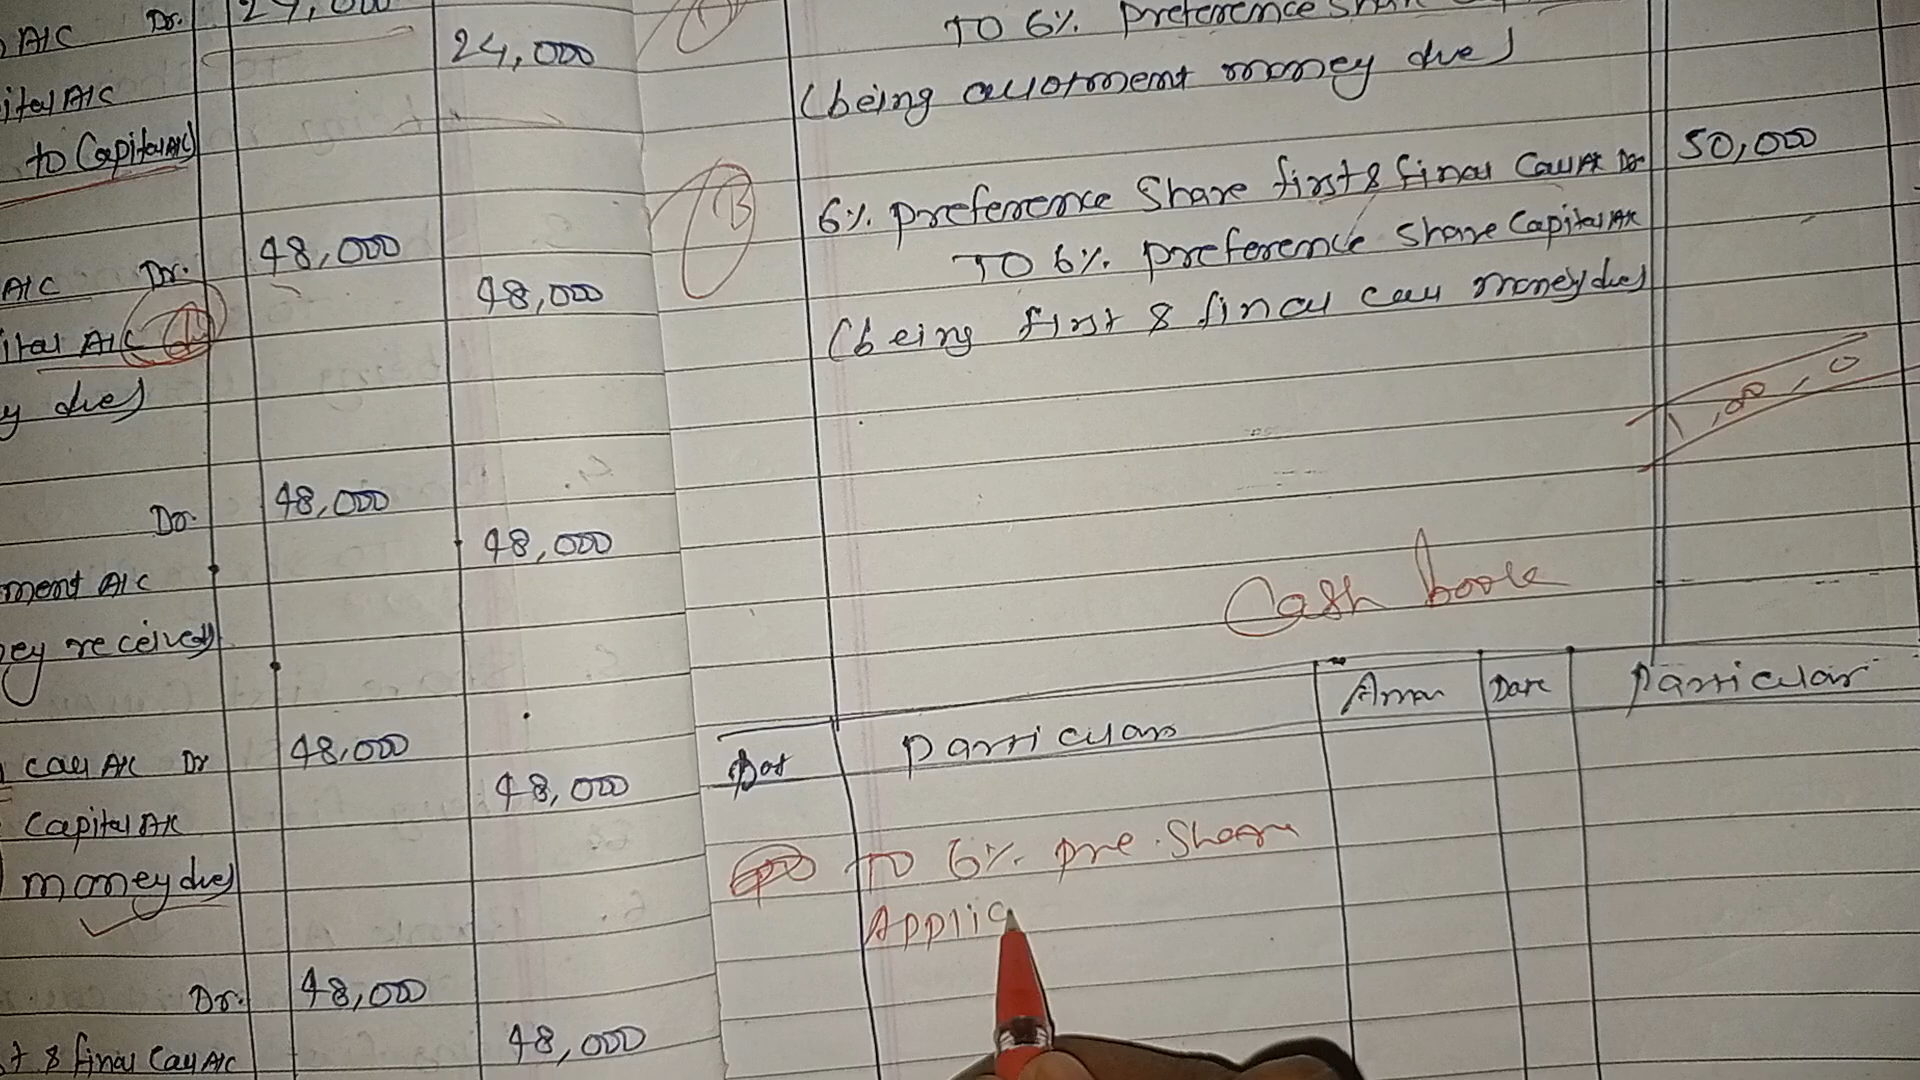 A/C Dr. 24,000
24,000
ital A/C
to Capital A/C)
A/C Dr. 48,000
48,000
ital A/C
y due)
Dr. 48,000
48,000
ment A/C
ey received)
call A/C Dr 48,000
48,000
Capital A/c
money due)
Dr. 48,000
48,000
t & final Call A/C
TO 6%. Preference Share
(being allotment money due)
6%. Preference Share first & final Call A/c Dr 50,000
TO 6%. Preference Share Capital A/c
(being first & final call money due)
Cash book
Particulars Date Particular
TO 6%. Pre. Share
Applic